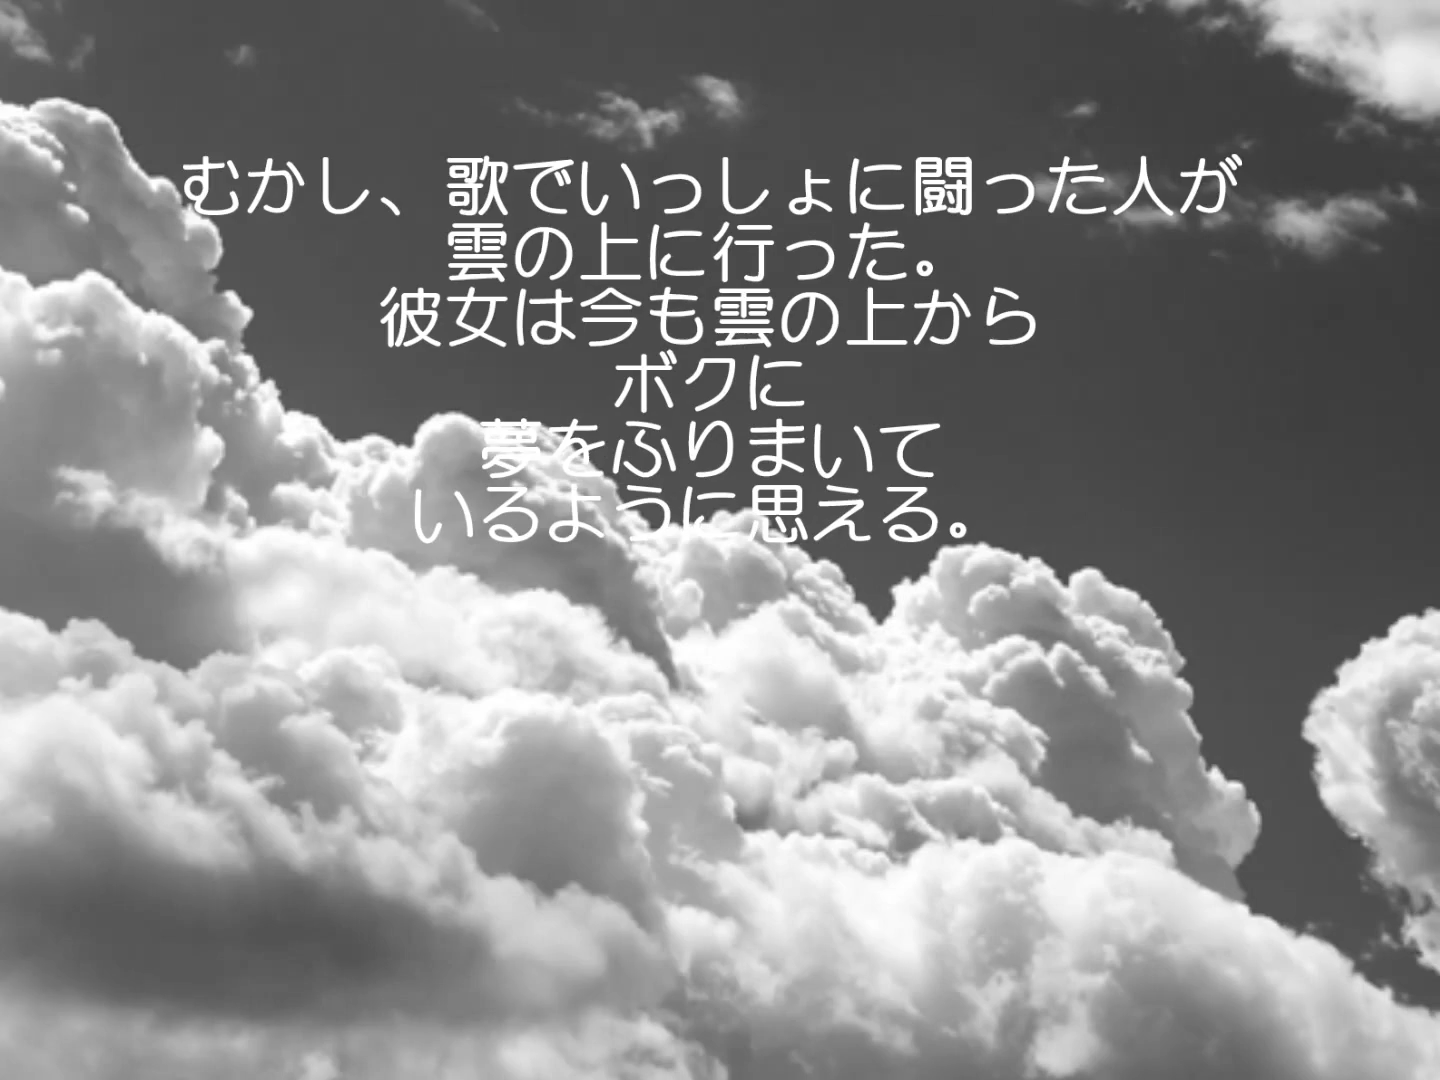 むかし、歌でいっしょに闘った人が
雲の上に行った。
彼女は今も雲の上から
ボクに
夢をふりまいて
いるように思える。